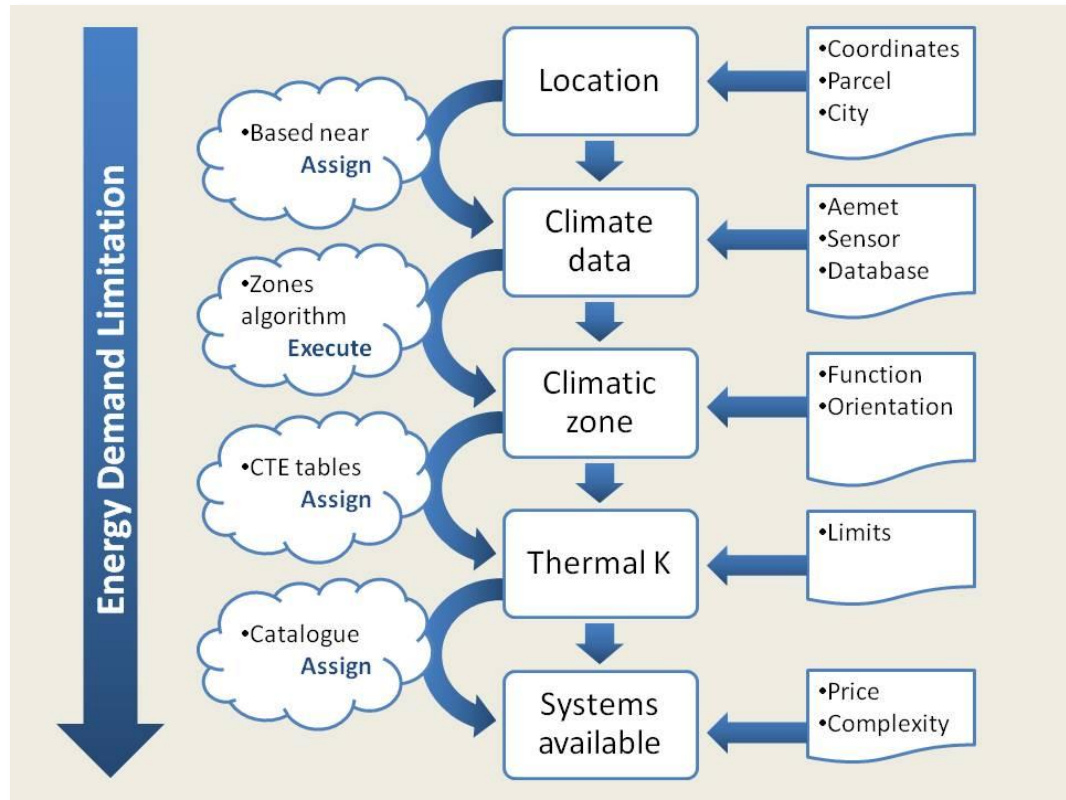 Energy Demand Limitation
Location
•Coordinates
•Parcel
•City
•Based near
Assign
Climate
data
•Aemet
•Sensor
•Database
•Zones
algorithm
Execute
Climatic
zone
•Function
•Orientation
•CTE tables
Assign
Thermal K
•Limits
•Catalogue
Assign
Systems
available
•Price
•Complexity